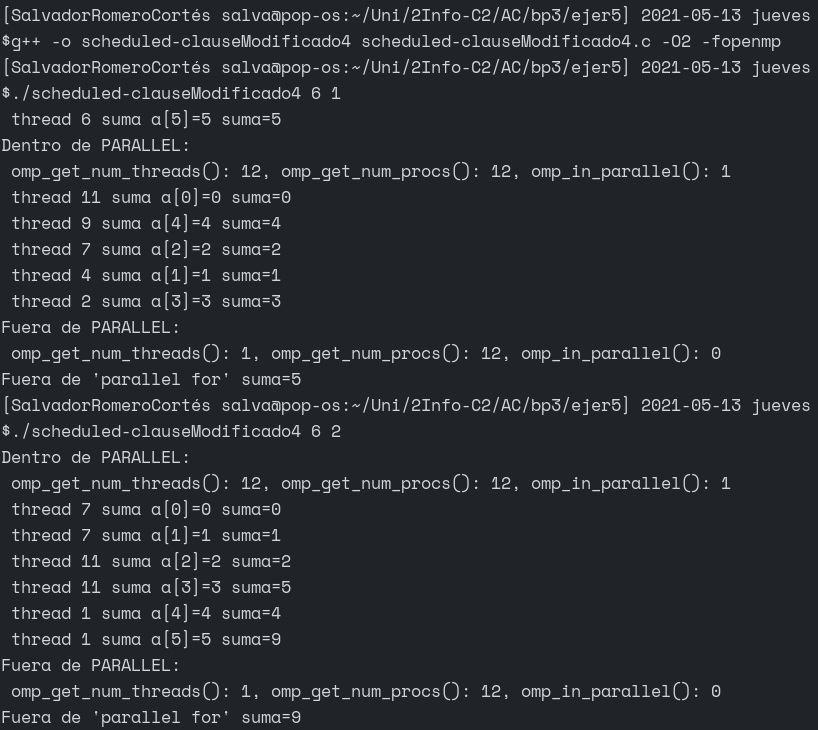 [SalvadorRomeroCortés salva@pop-os:~/Uni/2Info-C2/AC/bp3/ejer5] 2021-05-13 jueves
$g++ -o scheduled-clauseModificado4 scheduled-clauseModificado4.c -O2 -fopenmp
[SalvadorRomeroCortés salva@pop-os:~/Uni/2Info-C2/AC/bp3/ejer5] 2021-05-13 jueves
$./scheduled-clauseModificado4 6 1
 thread 6 suma a[5]=5 suma=5
Dentro de PARALLEL:
 omp_get_num_threads(): 12, omp_get_num_procs(): 12, omp_in_parallel(): 1
 thread 11 suma a[0]=0 suma=0
 thread 9 suma a[4]=4 suma=4
 thread 7 suma a[2]=2 suma=2
 thread 4 suma a[1]=1 suma=1
 thread 2 suma a[3]=3 suma=3
Fuera de PARALLEL:
 omp_get_num_threads(): 1, omp_get_num_procs(): 12, omp_in_parallel(): 0
Fuera de 'parallel for' suma=5
[SalvadorRomeroCortés salva@pop-os:~/Uni/2Info-C2/AC/bp3/ejer5] 2021-05-13 jueves
$./scheduled-clauseModificado4 6 2
Dentro de PARALLEL:
 omp_get_num_threads(): 12, omp_get_num_procs(): 12, omp_in_parallel(): 1
 thread 7 suma a[0]=0 suma=0
 thread 7 suma a[1]=1 suma=1
 thread 11 suma a[2]=2 suma=2
 thread 11 suma a[3]=3 suma=5
 thread 1 suma a[4]=4 suma=4
 thread 1 suma a[5]=5 suma=9
Fuera de PARALLEL:
 omp_get_num_threads(): 1, omp_get_num_procs(): 12, omp_in_parallel(): 0
Fuera de 'parallel for' suma=9